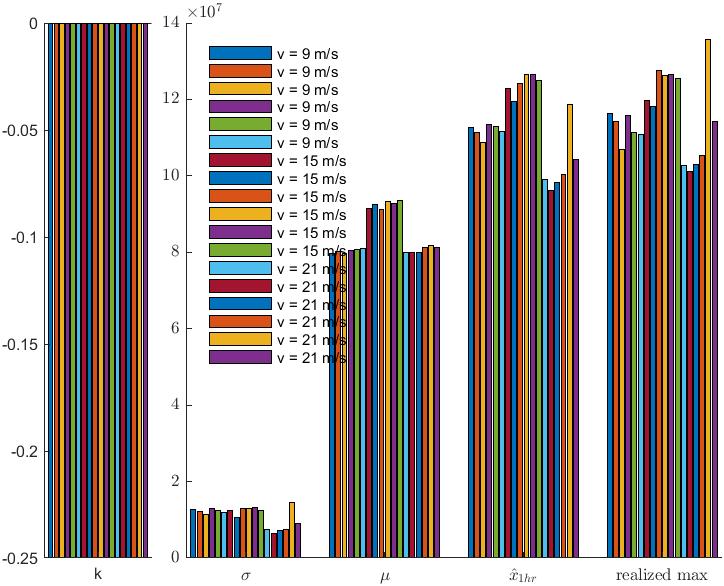 0
-0.05
-0.1
-0.15
-0.2
-0.25
k
×10⁷
14
12
10
8
6
4
2
0
v = 9 m/s
v = 9 m/s
v = 9 m/s
v = 9 m/s
v = 9 m/s
v = 9 m/s
v = 15 m/s
v = 15 m/s
v = 15 m/s
v = 15 m/s
v = 15 m/s
v = 15 m/s
v = 21 m/s
v = 21 m/s
v = 21 m/s
v = 21 m/s
v = 21 m/s
v = 21 m/s
σ μ x̂₁ₕᵣ realized max